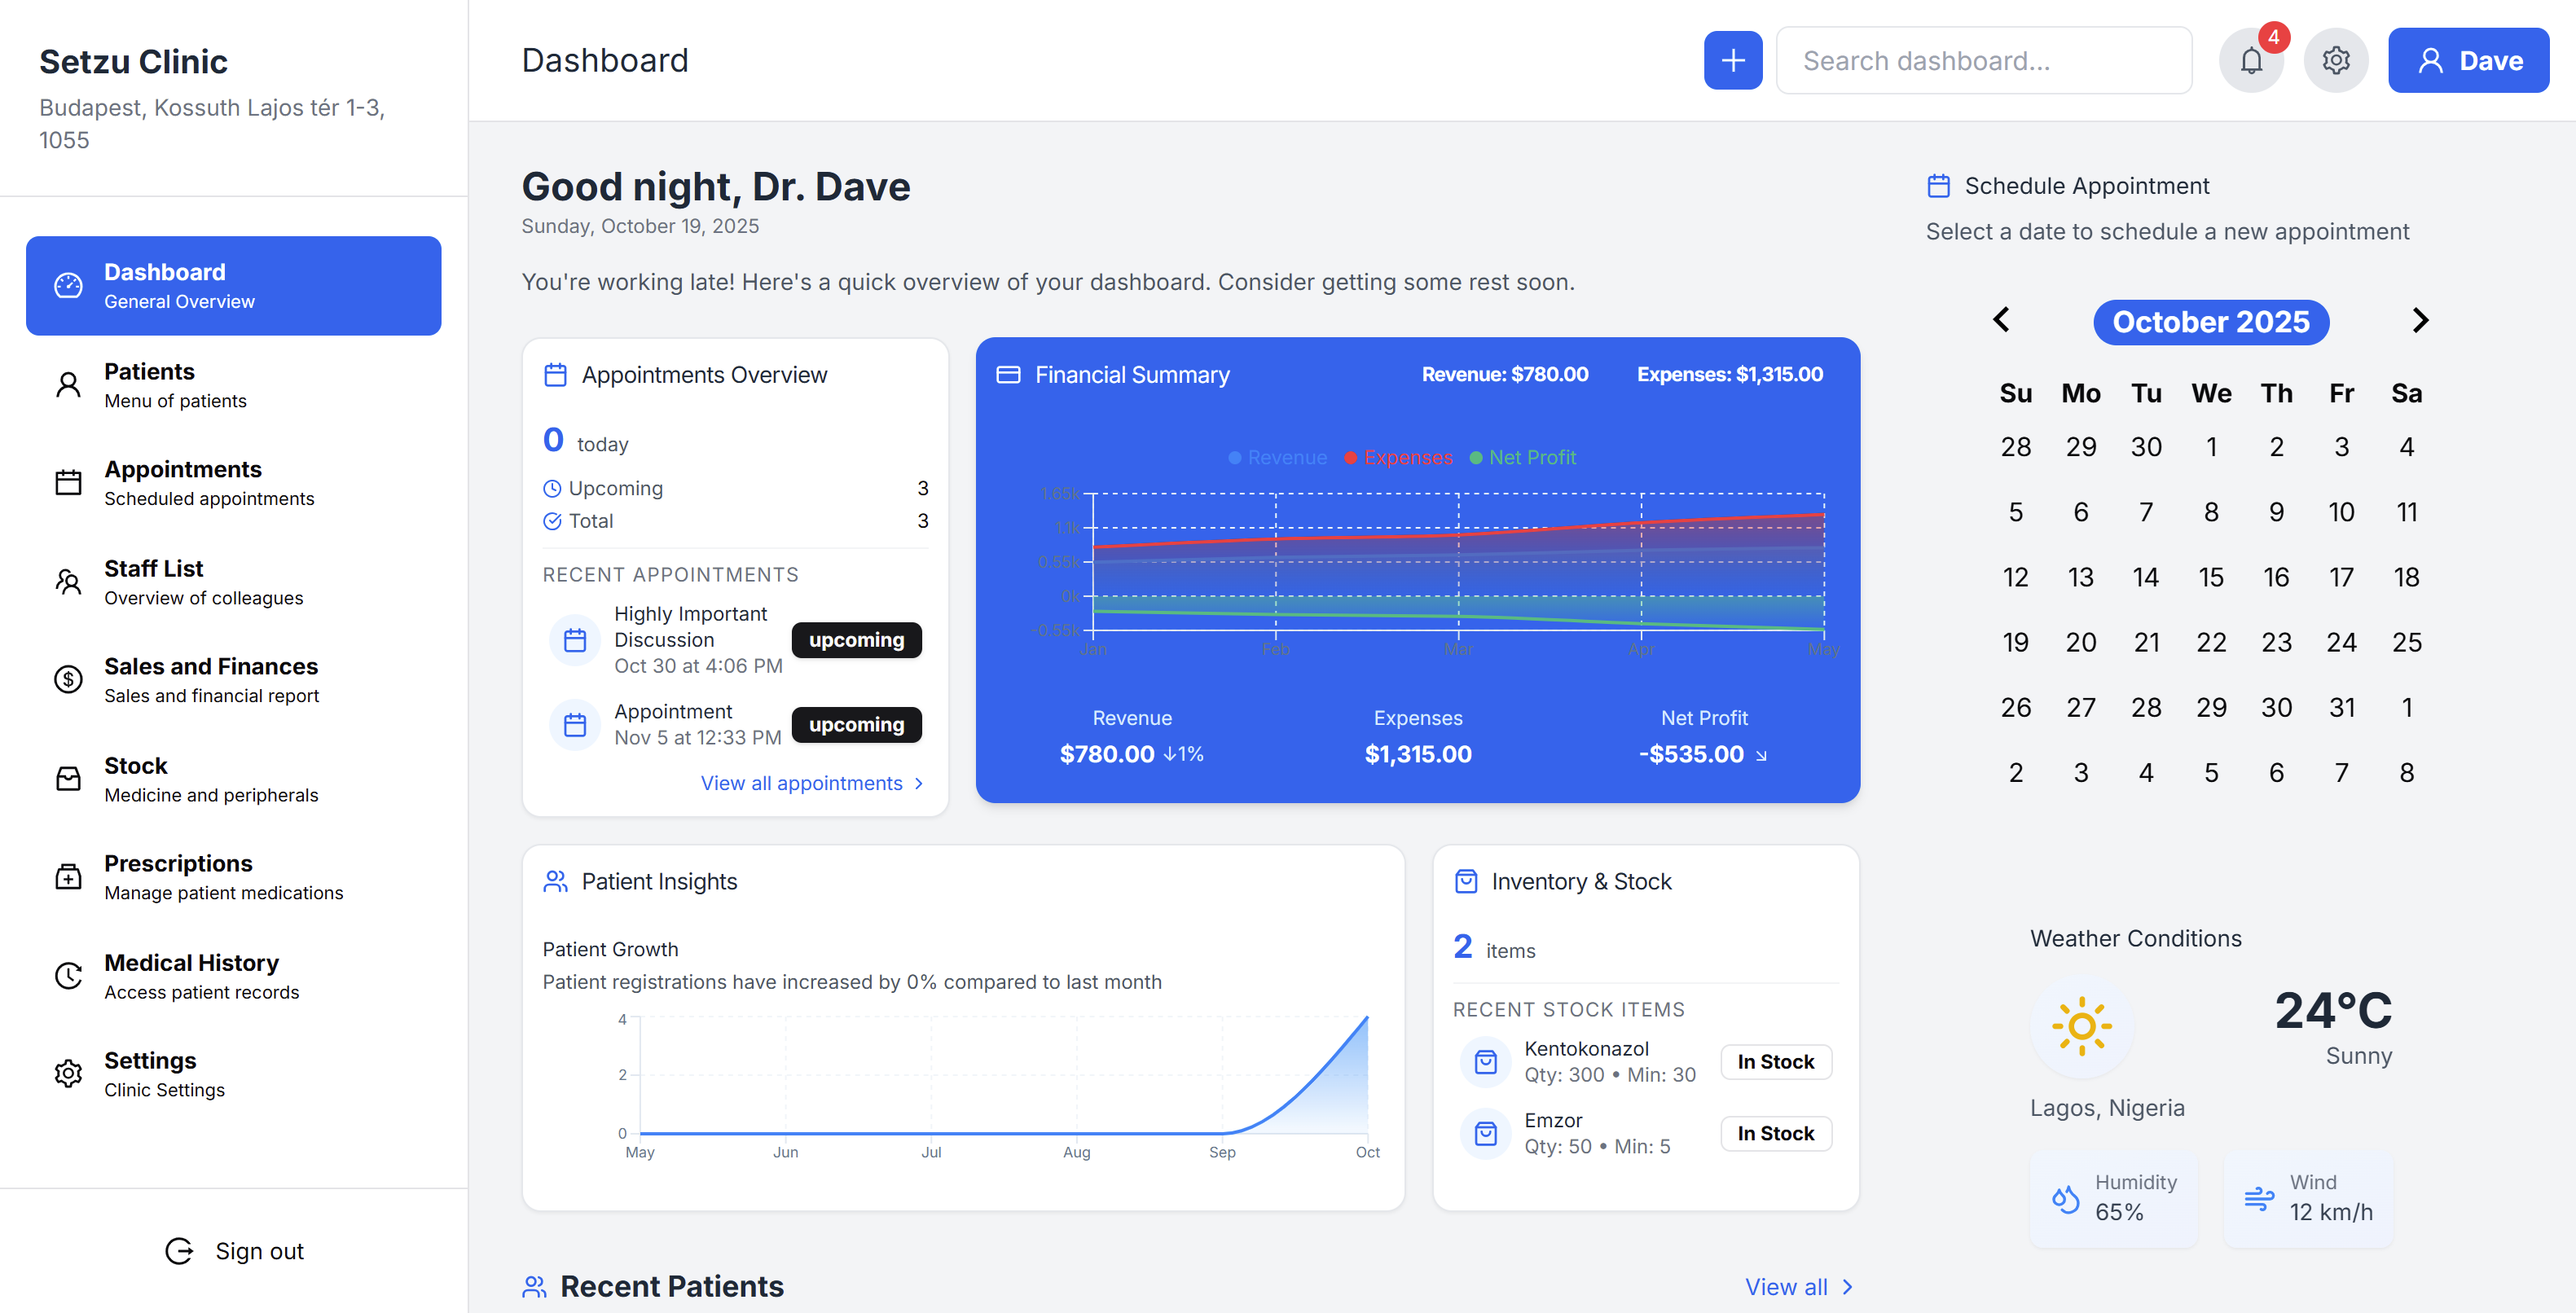 Setzu Clinic
Budapest, Kossuth Lajos tér 1-3,
1055
Dashboard
General Overview
Patients
Menu of patients
Appointments
Scheduled appointments
Staff List
Overview of colleagues
Sales and Finances
Sales and financial report
Stock
Medicine and peripherals
Prescriptions
Manage patient medications
Medical History
Access patient records
Settings
Clinic Settings
Sign out
Dashboard
Search dashboard...
4
Dave
Good night, Dr. Dave
Sunday, October 19, 2025
You're working late! Here's a quick overview of your dashboard. Consider getting some rest soon.
Appointments Overview
0 today
Upcoming 3
Total 3
RECENT APPOINTMENTS
Highly Important
Discussion
Oct 30 at 4:06 PM
upcoming
Appointment
Nov 5 at 12:33 PM
upcoming
View all appointments
Financial Summary
Revenue: $780.00 Expenses: $1,315.00
Revenue Expenses Net Profit
1.65k
1.1k
0.55k
0k
-0.55k
Jan Feb Mar Apr May
Revenue Expenses Net Profit
$780.00 ↓1% $1,315.00 -$535.00
Patient Insights
Patient Growth
Patient registrations have increased by 0% compared to last month
4
2
0
May Jun Jul Aug Sep Oct
Inventory & Stock
2 items
RECENT STOCK ITEMS
Kentokonazol
Qty: 300 • Min: 30
In Stock
Emzor
Qty: 50 • Min: 5
In Stock
Recent Patients
View all
Schedule Appointment
Select a date to schedule a new appointment
October 2025
Su Mo Tu We Th Fr Sa
28 29 30 1 2 3 4
5 6 7 8 9 10 11
12 13 14 15 16 17 18
19 20 21 22 23 24 25
26 27 28 29 30 31 1
2 3 4 5 6 7 8
Weather Conditions
24°C
Sunny
Lagos, Nigeria
Humidity
65%
Wind
12 km/h